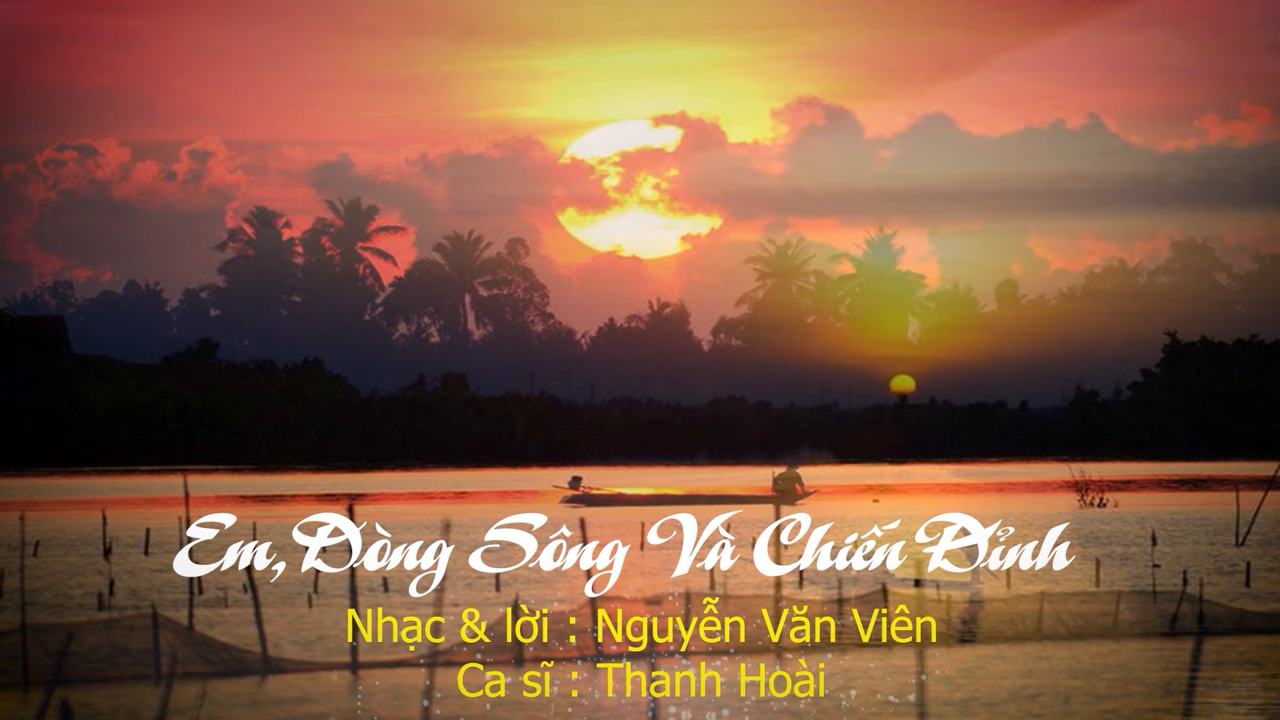 Em, Dòng Sông Và Chiến Đỉnh
Nhạc & lời : Nguyễn Văn Viên
Ca sĩ : Thanh Hoài